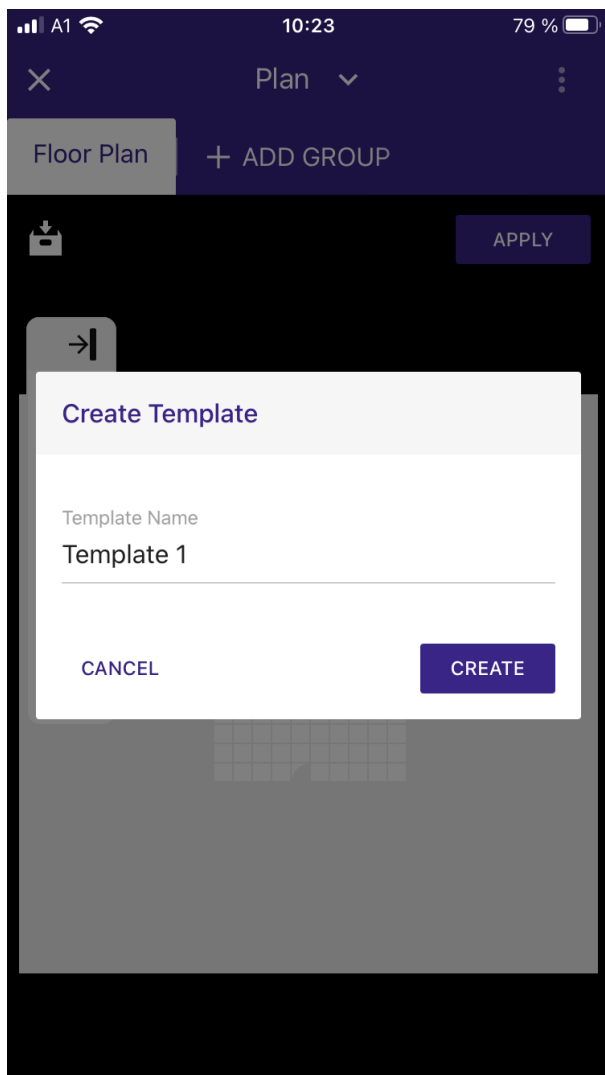 A1 10:23 79 %
Plan
Floor Plan + ADD GROUP
APPLY
Create Template
Template Name
Template 1
CANCEL CREATE